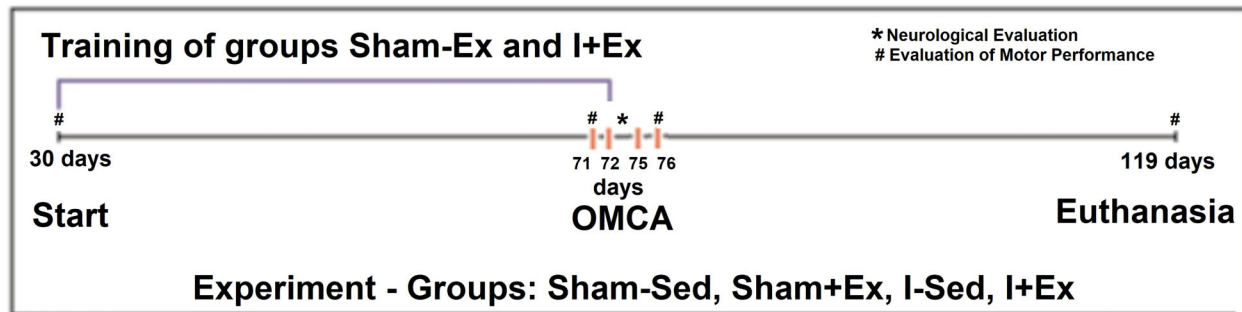 Training of groups Sham-Ex and I+Ex
* Neurological Evaluation
# Evaluation of Motor Performance
# # * # #
30 days 71 72 75 76 119 days
days
Start OMCA Euthanasia
Experiment - Groups: Sham-Sed, Sham+Ex, I-Sed, I+Ex